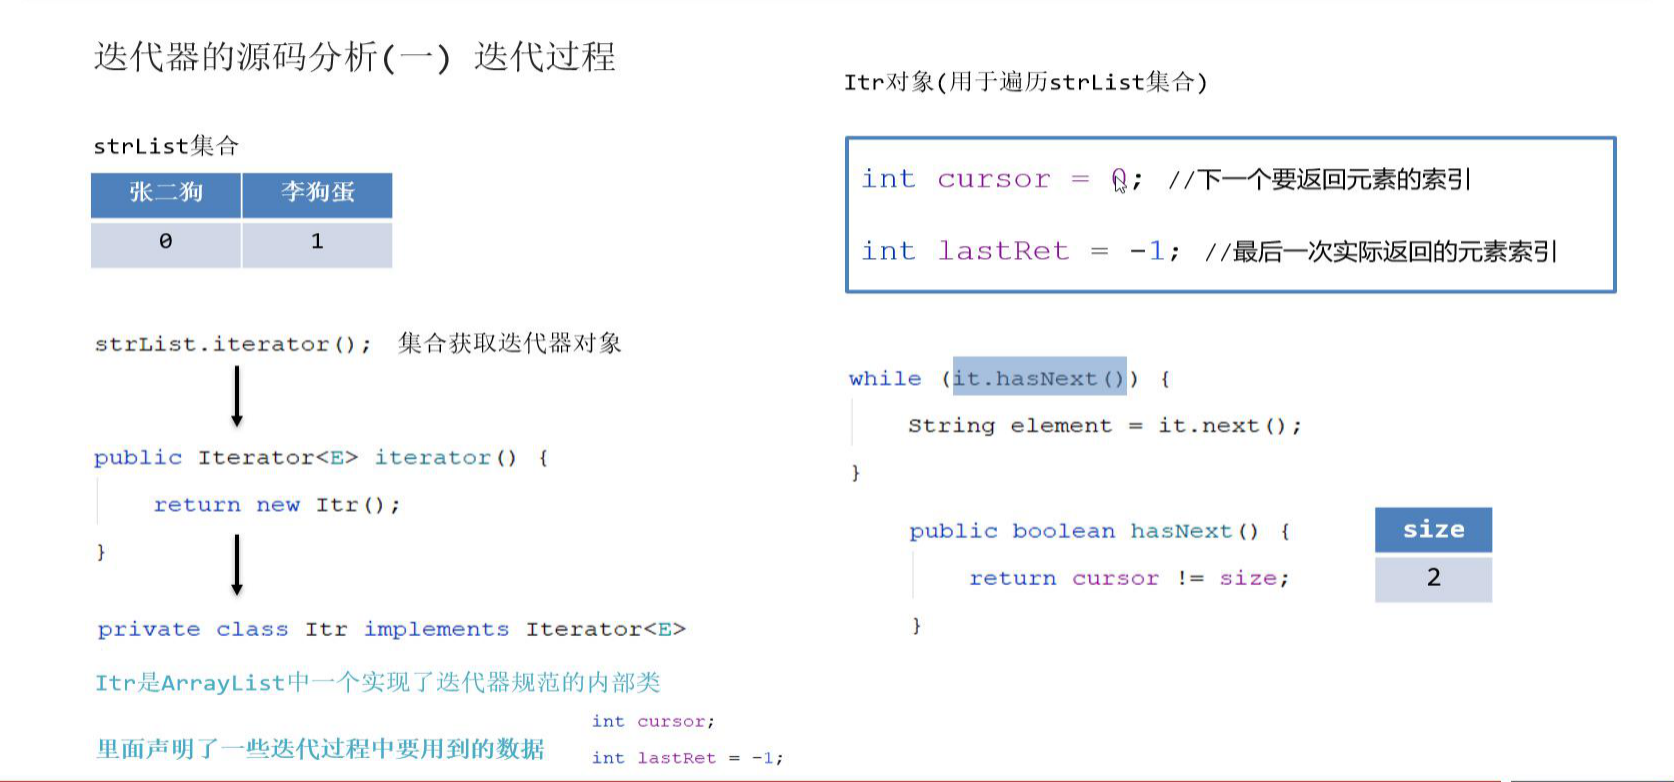 迭代器的源码分析(一) 迭代过程
strList集合
张二狗 李狗蛋
0 1
strList.iterator(); 集合获取迭代器对象
public Iterator<E> iterator() {
return new Itr();
}
private class Itr implements Iterator<E>
Itr是ArrayList中一个实现了迭代器规范的内部类
里面声明了一些迭代过程中要用到的数据
int cursor;
int lastRet = -1;
Itr对象(用于遍历strList集合)
int cursor = 0; //下一个要返回元素的索引
int lastRet = -1; //最后一次实际返回的元素索引
while (it.hasNext()) {
String element = it.next();
}
public boolean hasNext() {
return cursor != size;
}
size
2